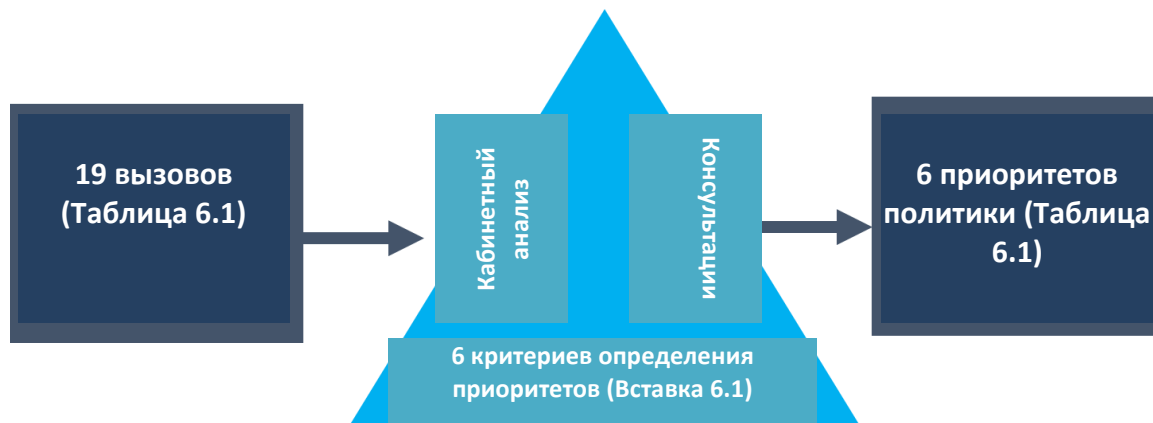 19 вызовов
(Таблица 6.1)
Кабинетный
анализ
Консультации
6 приоритетов
политики (Таблица
6.1)
6 критериев определения
приоритетов (Вставка 6.1)